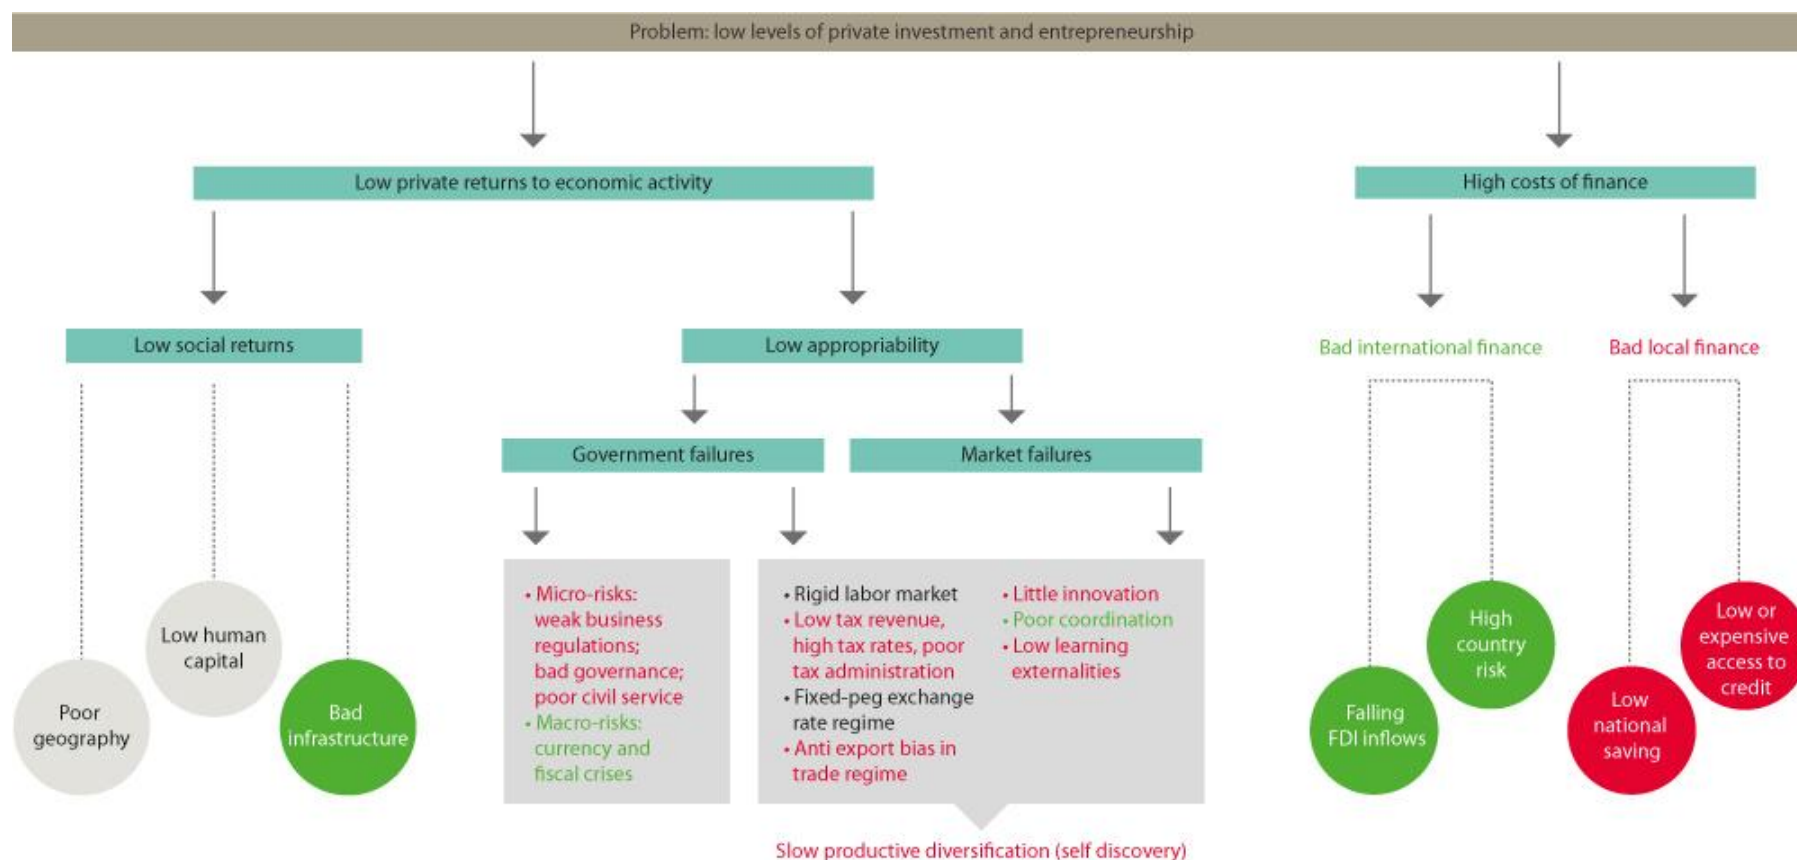 Problem: low levels of private investment and entrepreneurship
Low private returns to economic activity
High costs of finance
Low social returns
Low appropriability
Bad international finance
Bad local finance
Government failures
Market failures
Poor
geography
Low human
capital
Bad
infrastructure
• Micro-risks:
weak business
regulations;
bad governance;
poor civil service
• Macro-risks:
currency and
fiscal crises
• Rigid labor market
• Low tax revenue,
high tax rates, poor
tax administration
• Fixed-peg exchange
rate regime
• Anti export bias in
trade regime
• Little innovation
• Poor coordination
• Low learning
externalities
Slow productive diversification (self discovery)
Falling
FDI inflows
High
country
risk
Low
national
saving
Low or
expensive
access to
credit